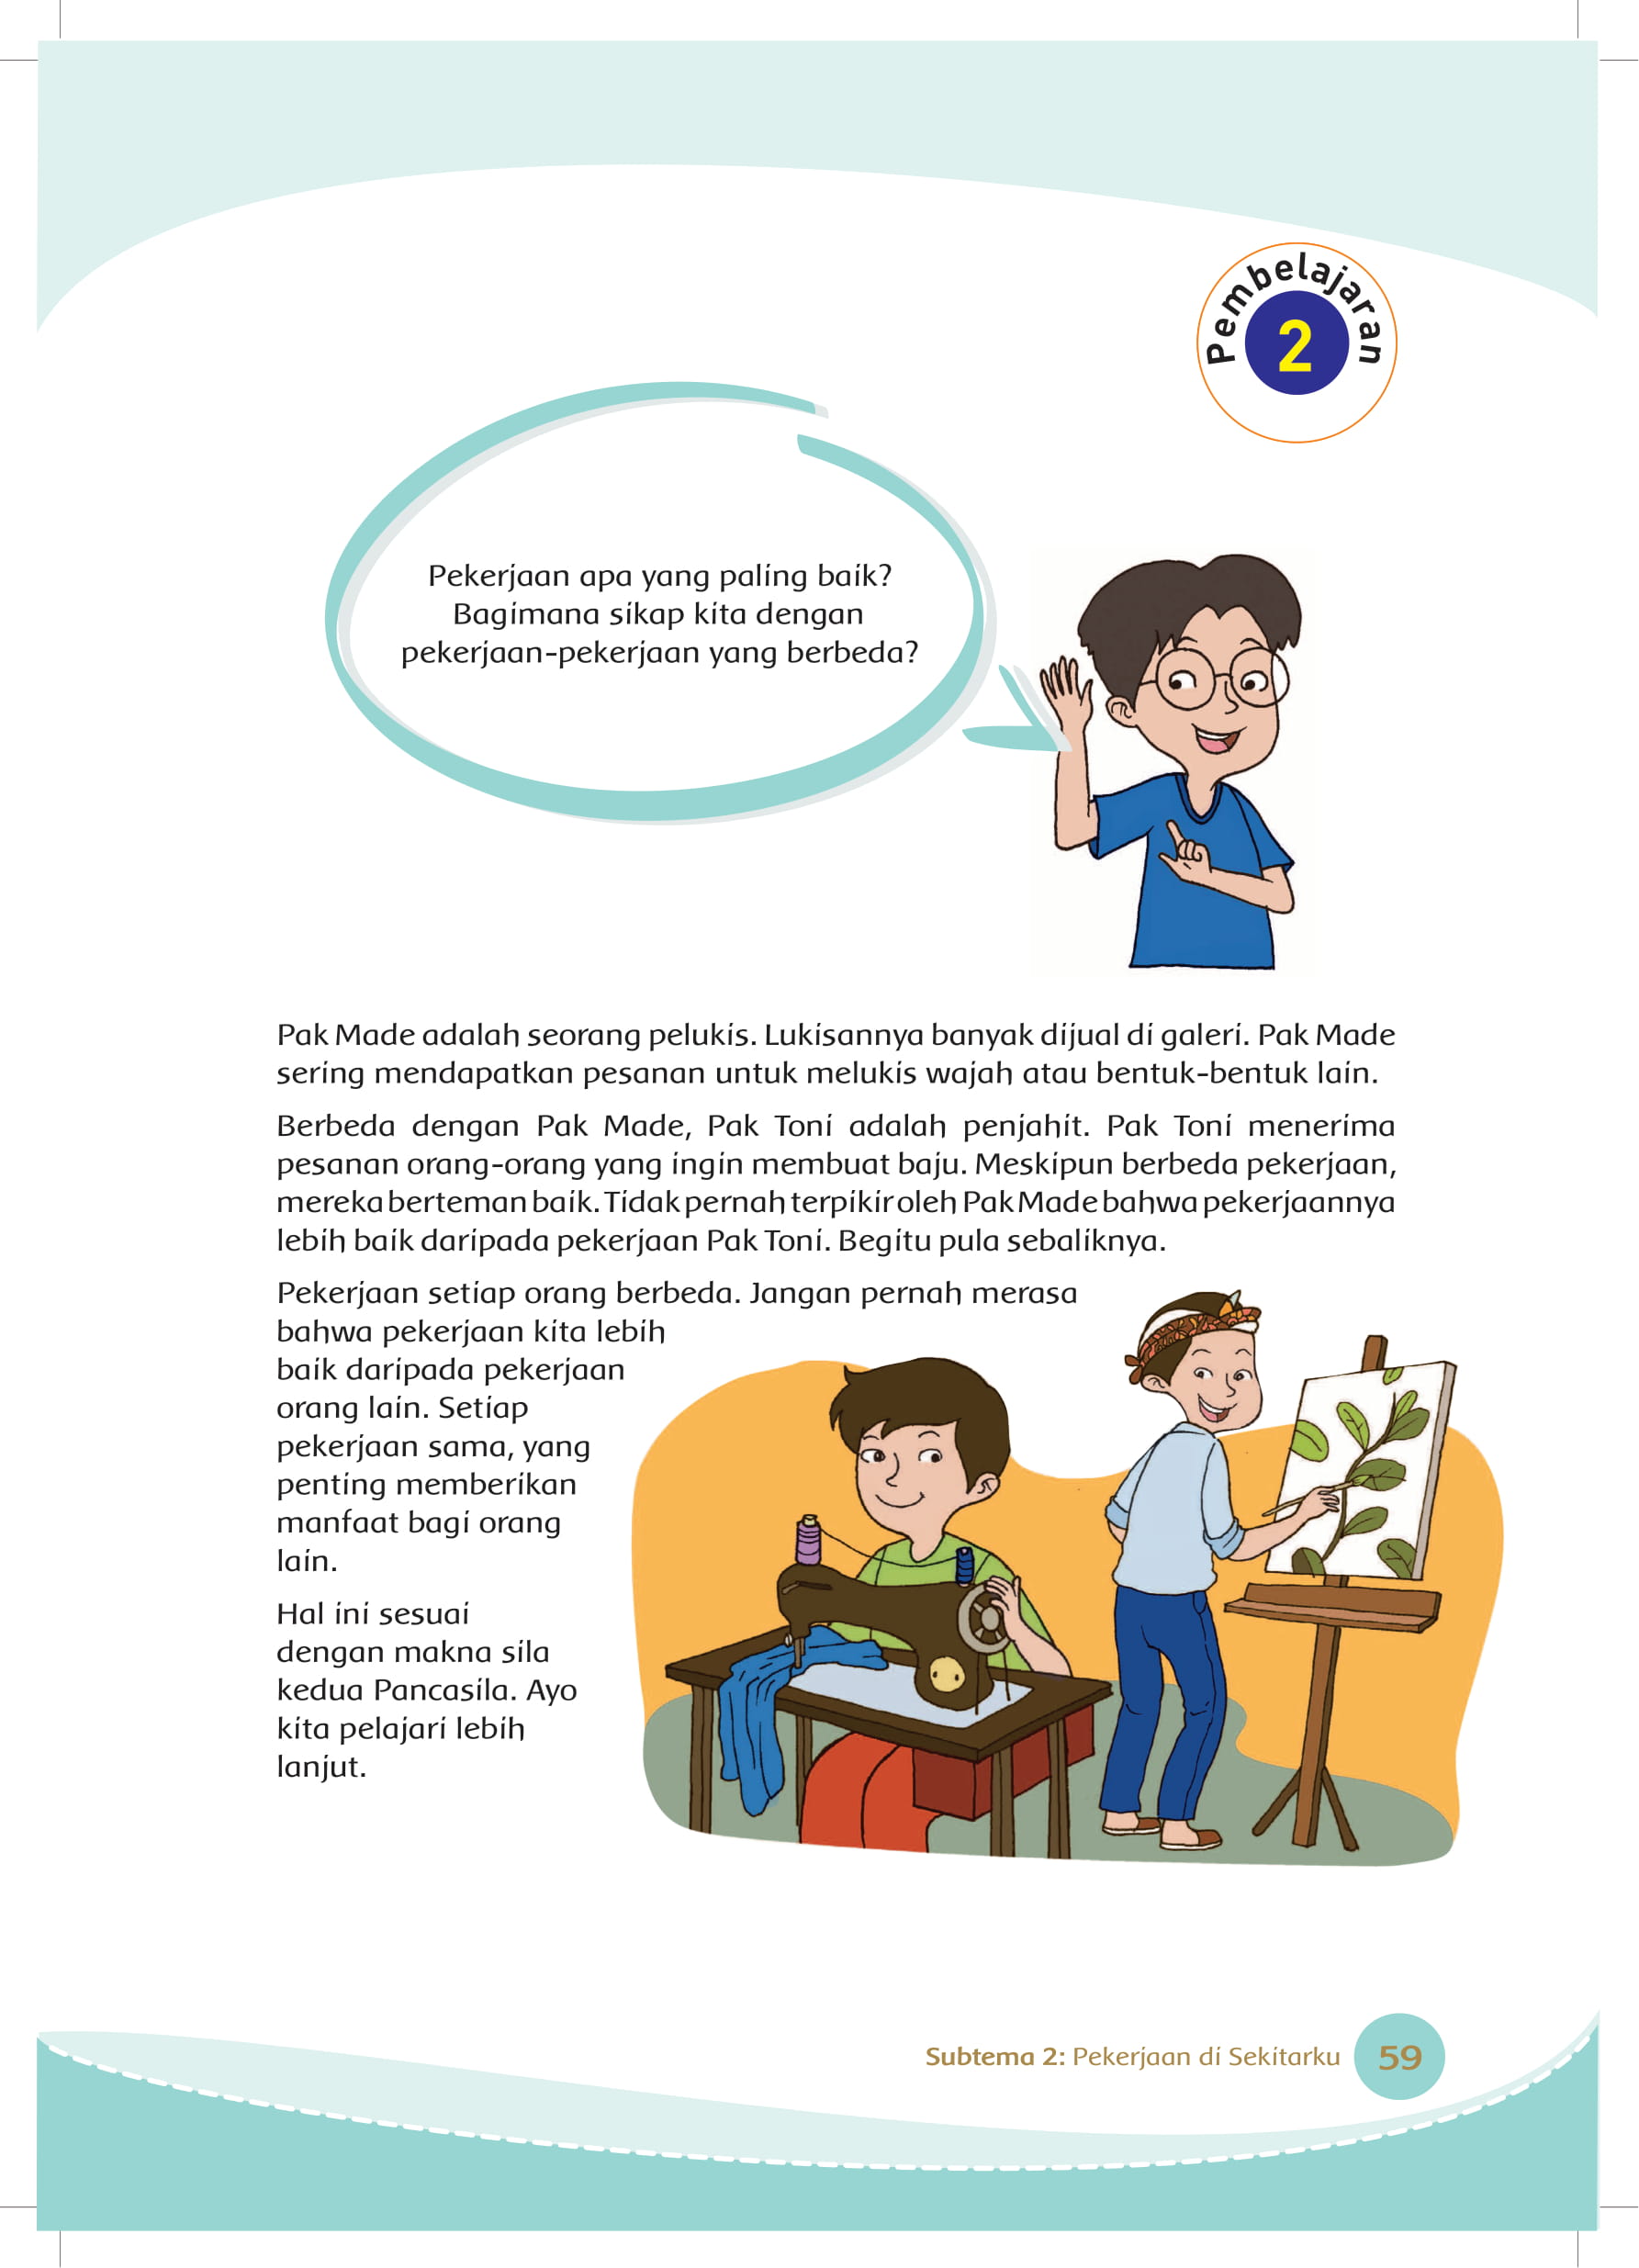 Pembelajaran
2
Pekerjaan apa yang paling baik?
Bagimana sikap kita dengan
pekerjaan-pekerjaan yang berbeda?
Pak Made adalah seorang pelukis. Lukisannya banyak dijual di galeri. Pak Made
sering mendapatkan pesanan untuk melukis wajah atau bentuk-bentuk lain.
Berbeda dengan Pak Made, Pak Toni adalah penjahit. Pak Toni menerima
pesanan orang-orang yang ingin membuat baju. Meskipun berbeda pekerjaan,
mereka berteman baik. Tidak pernah terpikir oleh Pak Made bahwa pekerjaannya
lebih baik daripada pekerjaan Pak Toni. Begitu pula sebaliknya.
Pekerjaan setiap orang berbeda. Jangan pernah merasa
bahwa pekerjaan kita lebih
baik daripada pekerjaan
orang lain. Setiap
pekerjaan sama, yang
penting memberikan
manfaat bagi orang
lain.
Hal ini sesuai
dengan makna sila
kedua Pancasila. Ayo
kita pelajari lebih
lanjut.
Subtema 2: Pekerjaan di Sekitarku 59